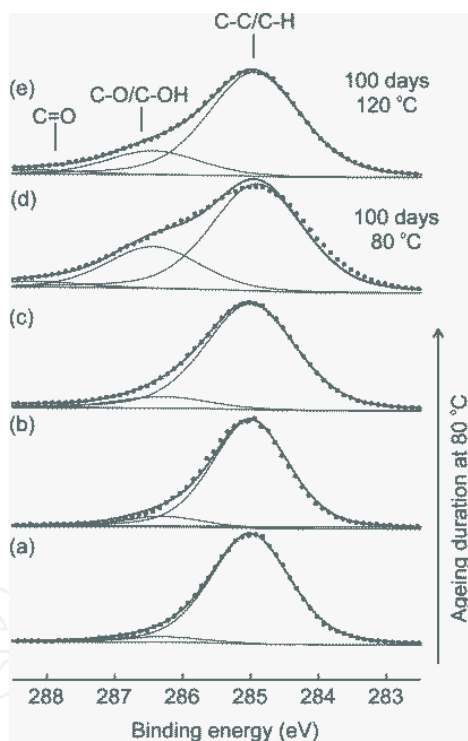 C-C/C-H
(e)
C-O/C-OH
C=O
100 days
120 °C
(d)
100 days
80 °C
(c)
(b)
(a)
Ageing duration at 80 °C
288 287 286 285 284 283
Binding energy (eV)